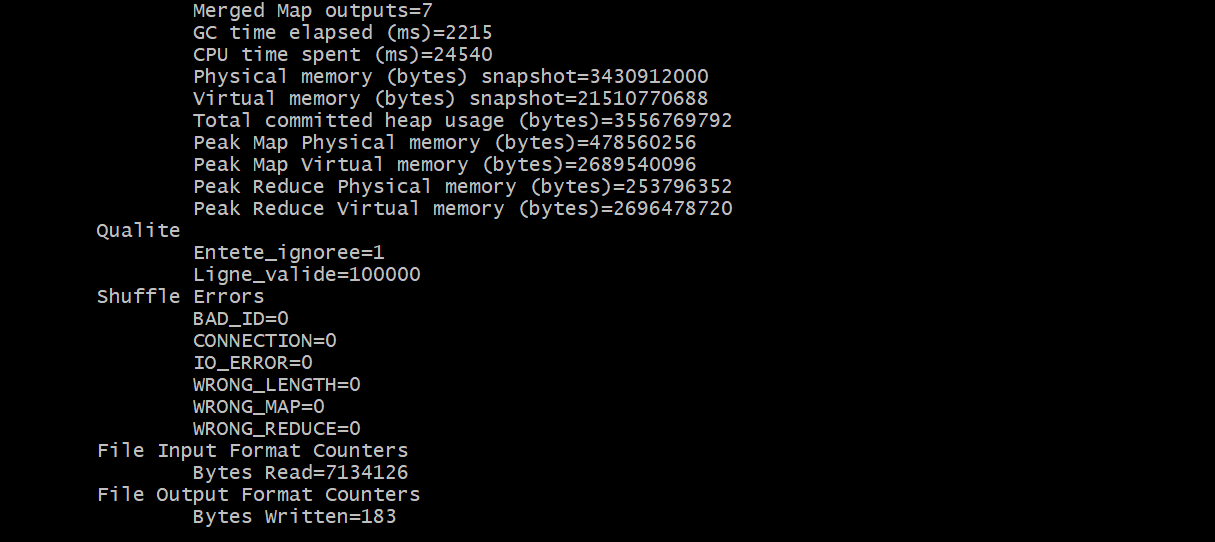 Merged Map outputs=7
GC time elapsed (ms)=2215
CPU time spent (ms)=24540
Physical memory (bytes) snapshot=3430912000
Virtual memory (bytes) snapshot=21510770688
Total committed heap usage (bytes)=3556769792
Peak Map Physical memory (bytes)=478560256
Peak Map Virtual memory (bytes)=2689540096
Peak Reduce Physical memory (bytes)=253796352
Peak Reduce Virtual memory (bytes)=2696478720
Qualite
Entete_ignoree=1
Ligne_valide=100000
Shuffle Errors
BAD_ID=0
CONNECTION=0
IO_ERROR=0
WRONG_LENGTH=0
WRONG_MAP=0
WRONG_REDUCE=0
File Input Format Counters
Bytes Read=7134126
File Output Format Counters
Bytes Written=183